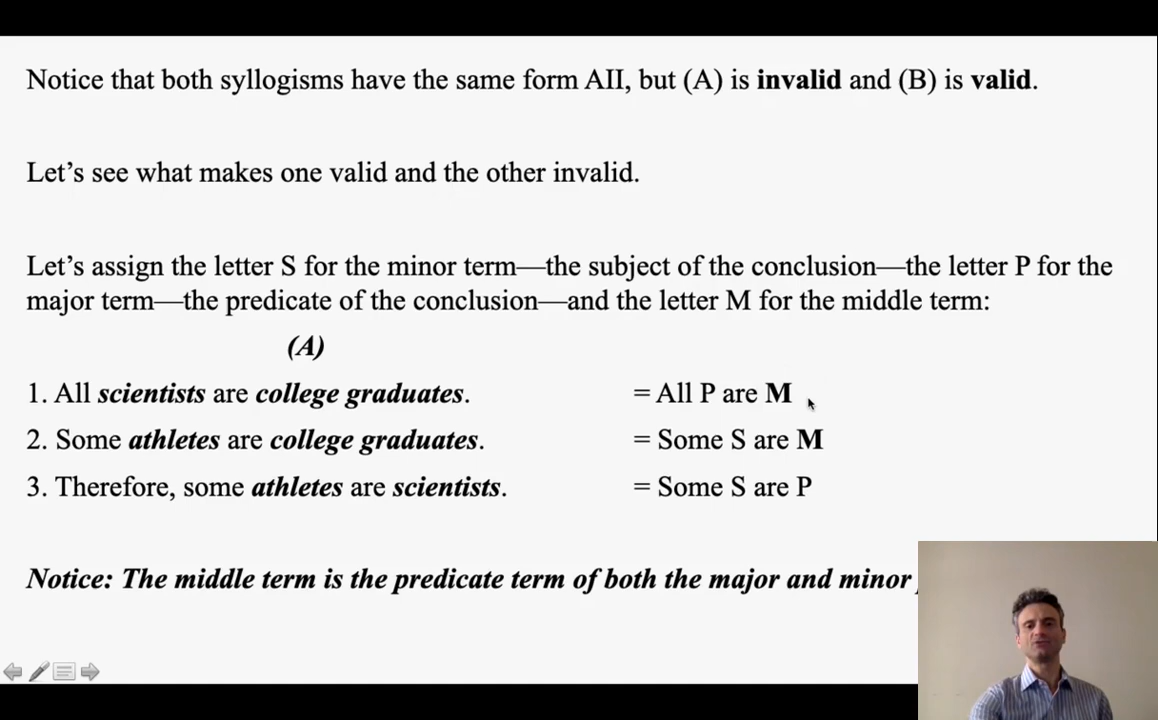 Notice that both syllogisms have the same form AII, but (A) is invalid and (B) is valid.
Let’s see what makes one valid and the other invalid.
Let’s assign the letter S for the minor term—the subject of the conclusion—the letter P for the
major term—the predicate of the conclusion—and the letter M for the middle term:
(A)
1. All scientists are college graduates. = All P are M
2. Some athletes are college graduates. = Some S are M
3. Therefore, some athletes are scientists. = Some S are P
Notice: The middle term is the predicate term of both the major and minor